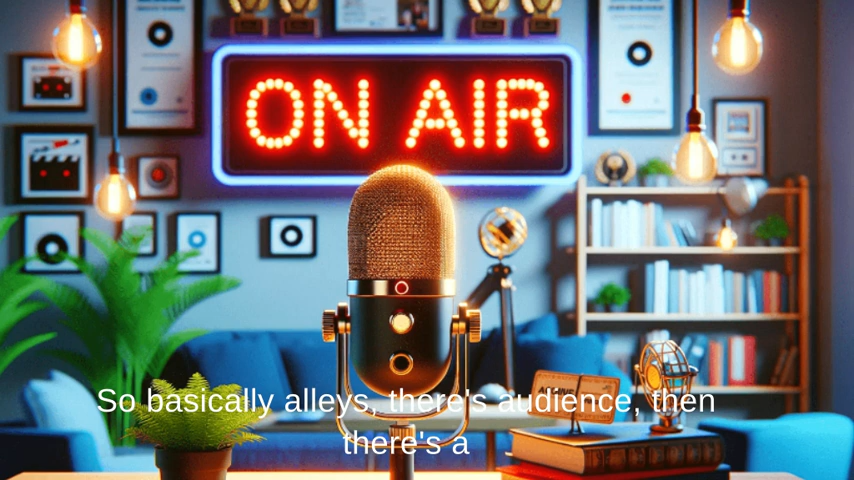 ON AIR
So basically alleys, there's audience, then
there's a